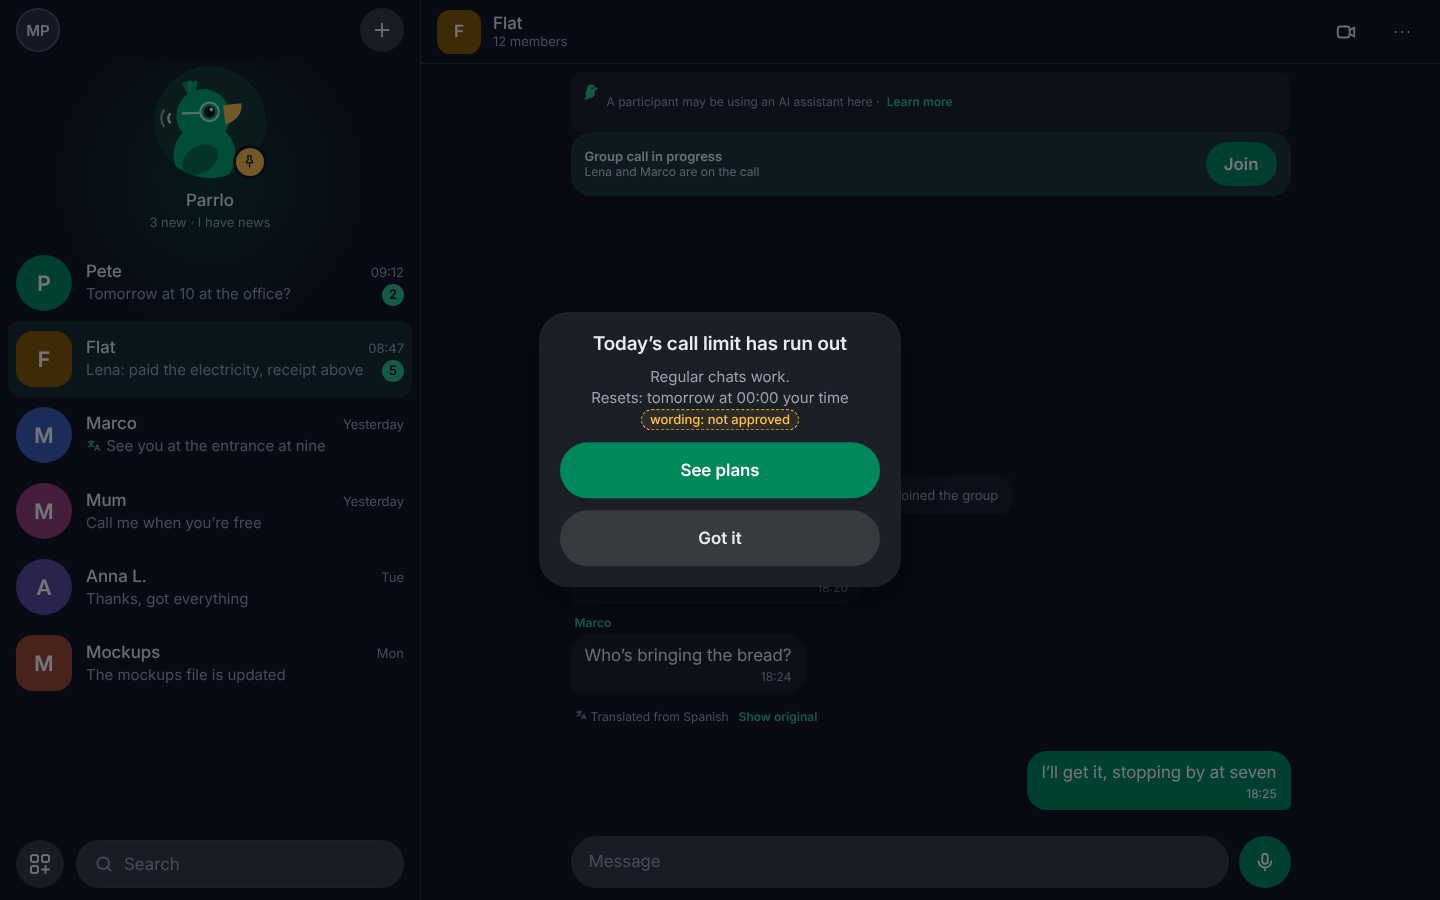 MP
Parrlo
3 new · I have news
P
Pete
09:12
Tomorrow at 10 at the office?
2
F
Flat
08:47
Lena: paid the electricity, receipt above
5
M
Marco
Yesterday
See you at the entrance at nine
M
Mum
Yesterday
Call me when you’re free
A
Anna L.
Tue
Thanks, got everything
M
Mockups
Mon
The mockups file is updated
Search
F
Flat
12 members
A participant may be using an AI assistant here · Learn more
Group call in progress
Lena and Marco are on the call
Join
Today’s call limit has run out
Regular chats work.
Resets: tomorrow at 00:00 your time
wording: not approved
See plans
Got it
oined the group
18:20
Marco
Who’s bringing the bread?
18:24
Translated from Spanish Show original
I’ll get it, stopping by at seven
18:25
Message